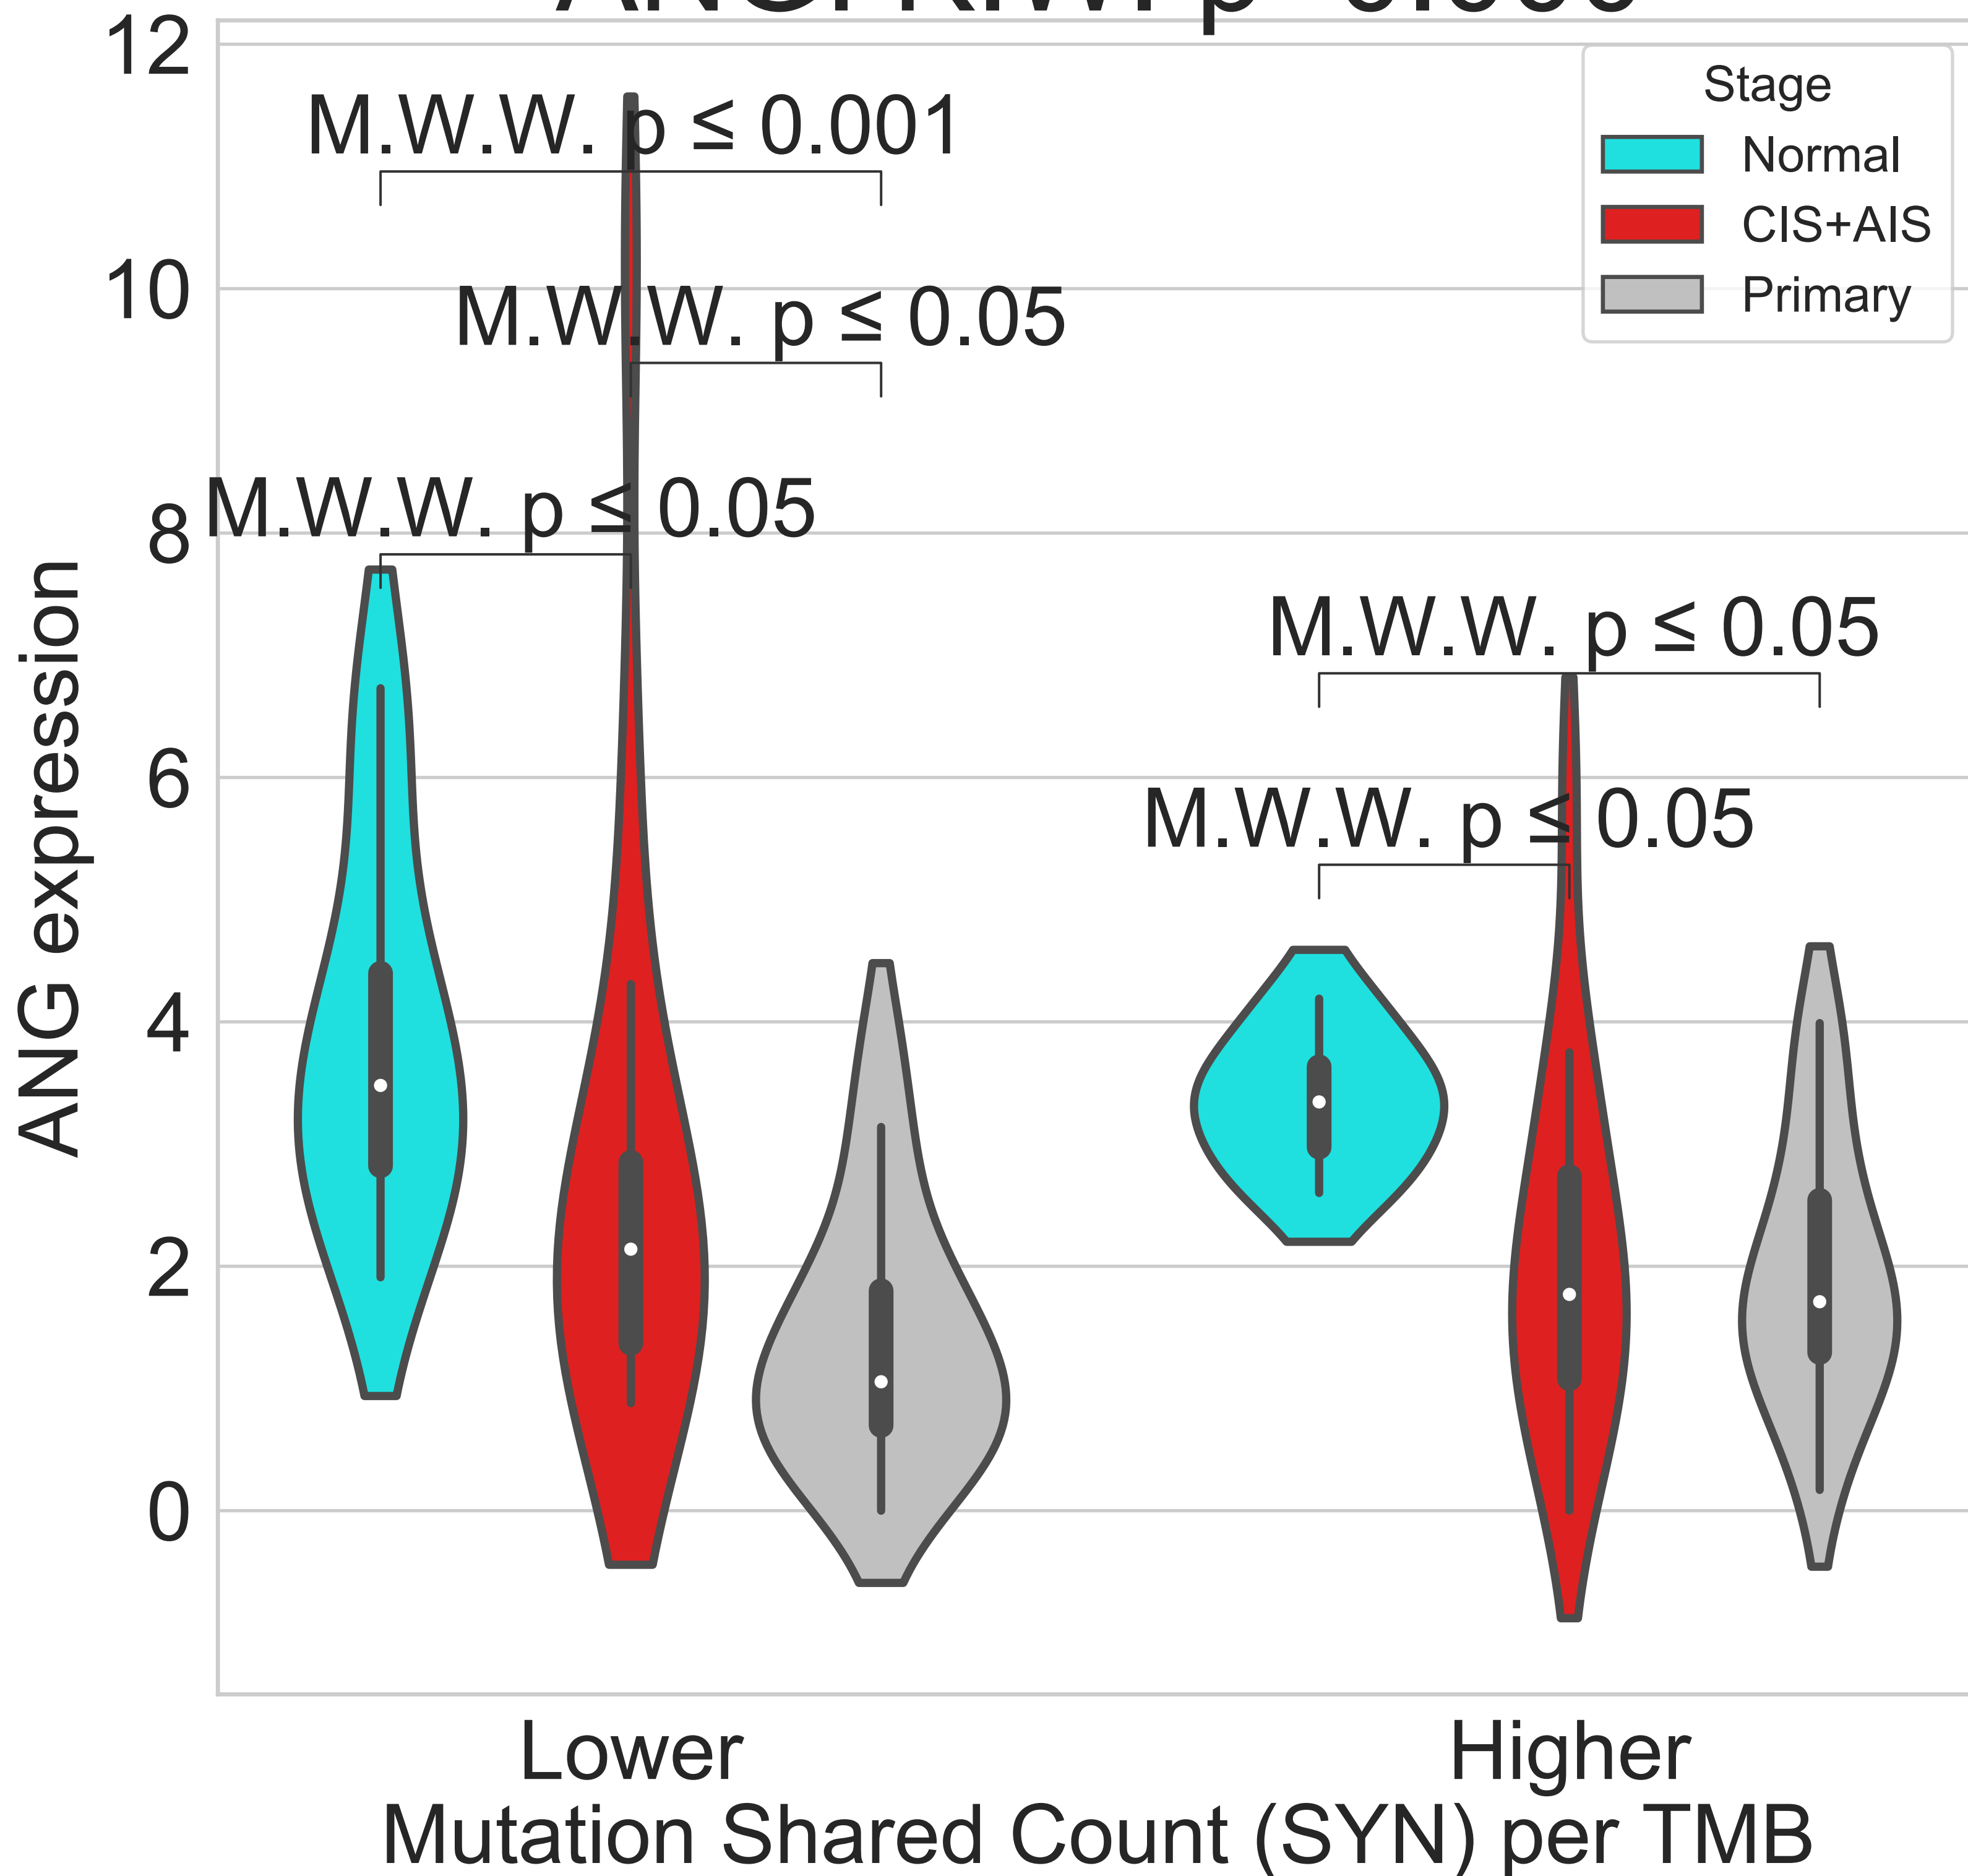 12
10
8
6
4
2
0
ANG expression
M.W.W. p ≤ 0.001
M.W.W. p ≤ 0.05
M.W.W. p ≤ 0.05
M.W.W. p ≤ 0.05
M.W.W. p ≤ 0.05
Stage
Normal
CIS+AIS
Primary
Lower
Higher
Mutation Shared Count (SYN) per TMB